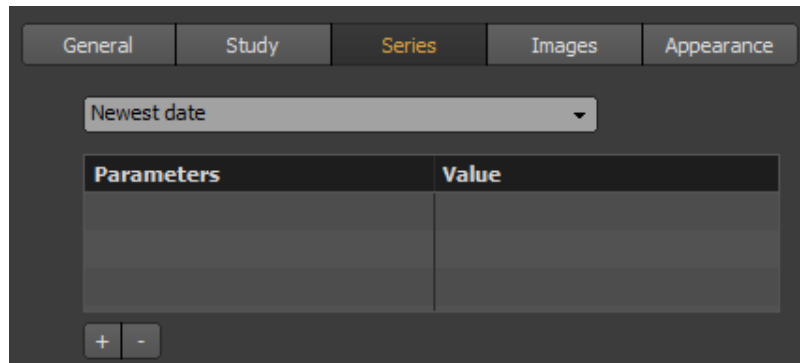 General Study Series Images Appearance
Newest date
Parameters Value
+ -